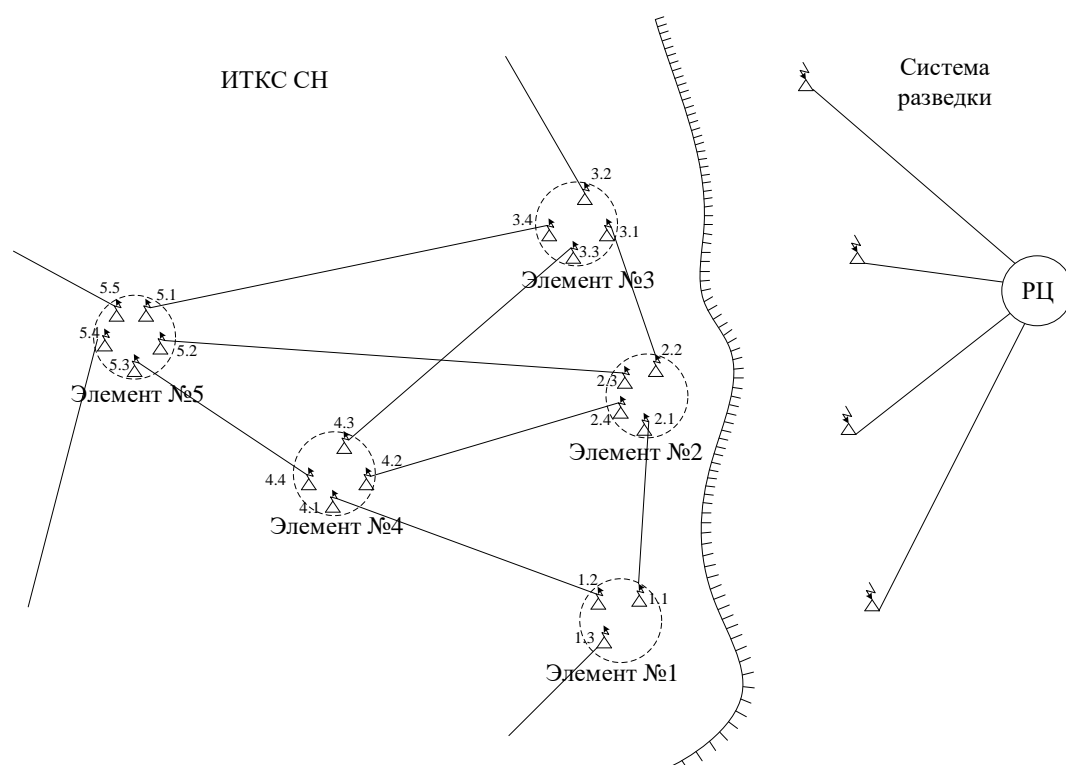 ИТКС СН
Система
разведки
3.2
3.4
3.1
3.3
Элемент №3
РЦ
5.5
5.1
5.4
5.2
5.3
Элемент №5
2.2
2.3
2.4
2.1
Элемент №2
4.3
4.2
4.4
4.1
Элемент №4
1.2
1.1
1.3
Элемент №1